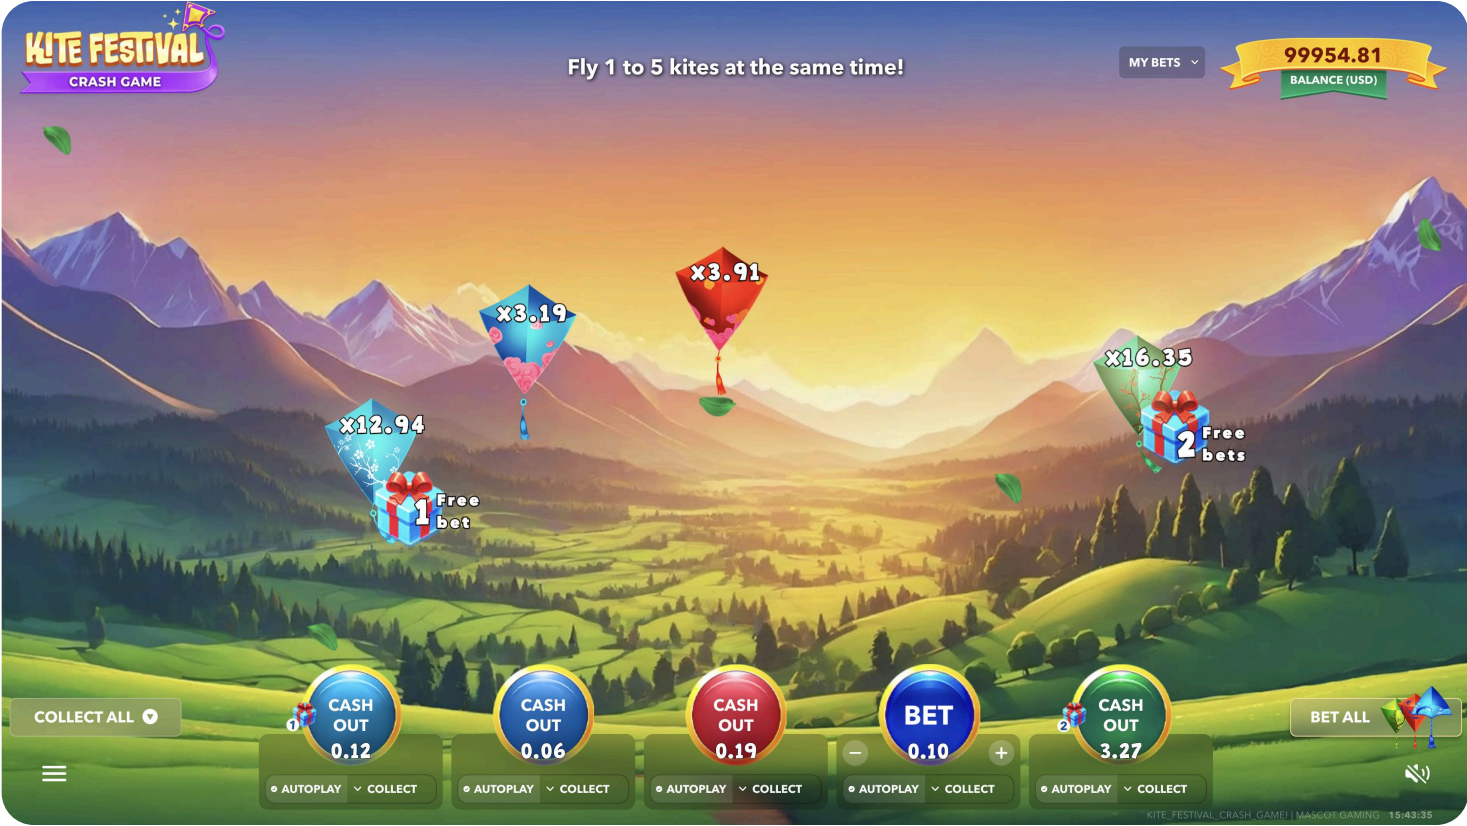 KITE FESTIVAL
CRASH GAME
Fly 1 to 5 kites at the same time!
MY BETS
99954.81
BALANCE (USD)
x3.91
x3.19
x16.35
x12.94
2 Free
bets
1 Free
bet
COLLECT ALL
1
CASH
OUT
0.12
AUTOPLAY COLLECT
CASH
OUT
0.06
AUTOPLAY COLLECT
CASH
OUT
0.19
AUTOPLAY COLLECT
BET
− 0.10 +
AUTOPLAY COLLECT
2
CASH
OUT
3.27
AUTOPLAY COLLECT
BET ALL
KITE_FESTIVAL_CRASH_GAME! | MASCOT GAMING 15:43:35